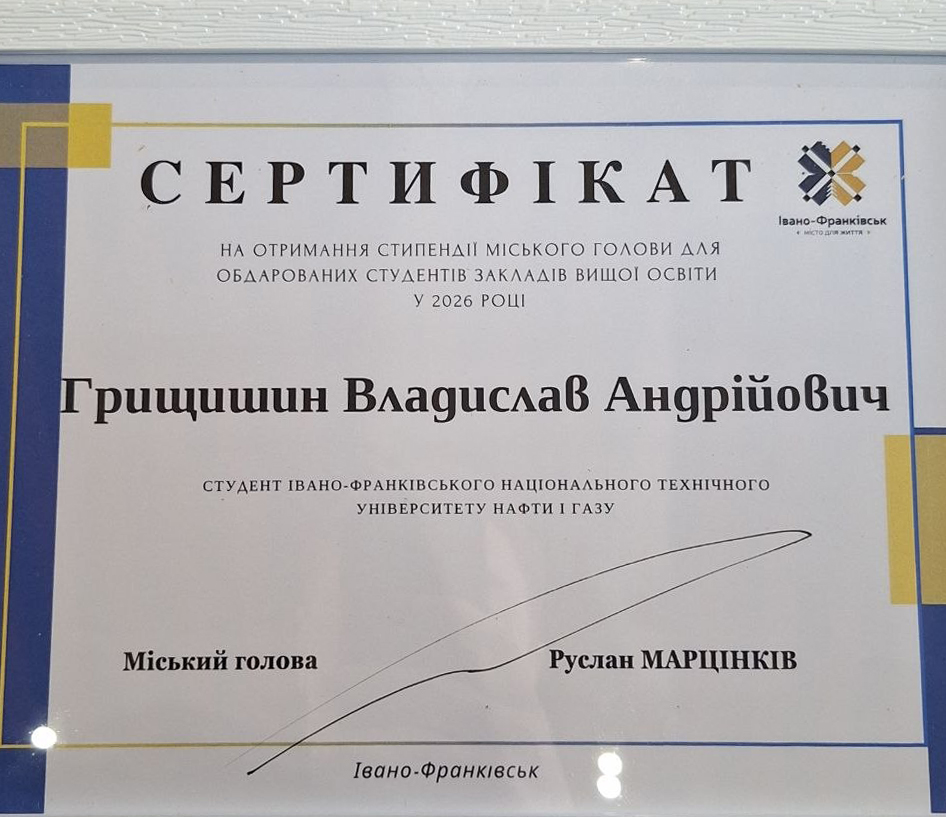 СЕРТИФІКАТ
Івано-Франківськ
МІСТО ДЛЯ ЖИТТЯ
НА ОТРИМАННЯ СТИПЕНДІЇ МІСЬКОГО ГОЛОВИ ДЛЯ
ОБДАРОВАНИХ СТУДЕНТІВ ЗАКЛАДІВ ВИЩОЇ ОСВІТИ
У 2026 РОЦІ
Грищишин Владислав Андрійович
СТУДЕНТ ІВАНО-ФРАНКІВСЬКОГО НАЦІОНАЛЬНОГО ТЕХНІЧНОГО
УНІВЕРСИТЕТУ НАФТИ І ГАЗУ
Міський голова
Руслан МАРЦІНКІВ
Івано-Франківськ